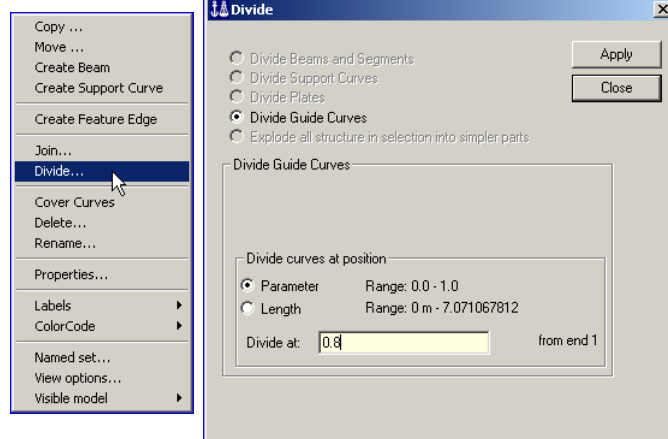 Copy ...
Move ...
Create Beam
Create Support Curve
Create Feature Edge
Join...
Divide...
Cover Curves
Delete...
Rename...
Properties...
Labels
ColorCode
Named set...
View options...
Visible model
Divide
Divide Beams and Segments
Divide Support Curves
Divide Plates
Divide Guide Curves
Explode all structure in selection into simpler parts
Apply
Close
Divide Guide Curves
Divide curves at position
Parameter Range: 0.0 - 1.0
Length Range: 0 m - 7.071067812
Divide at: 0.8 from end 1